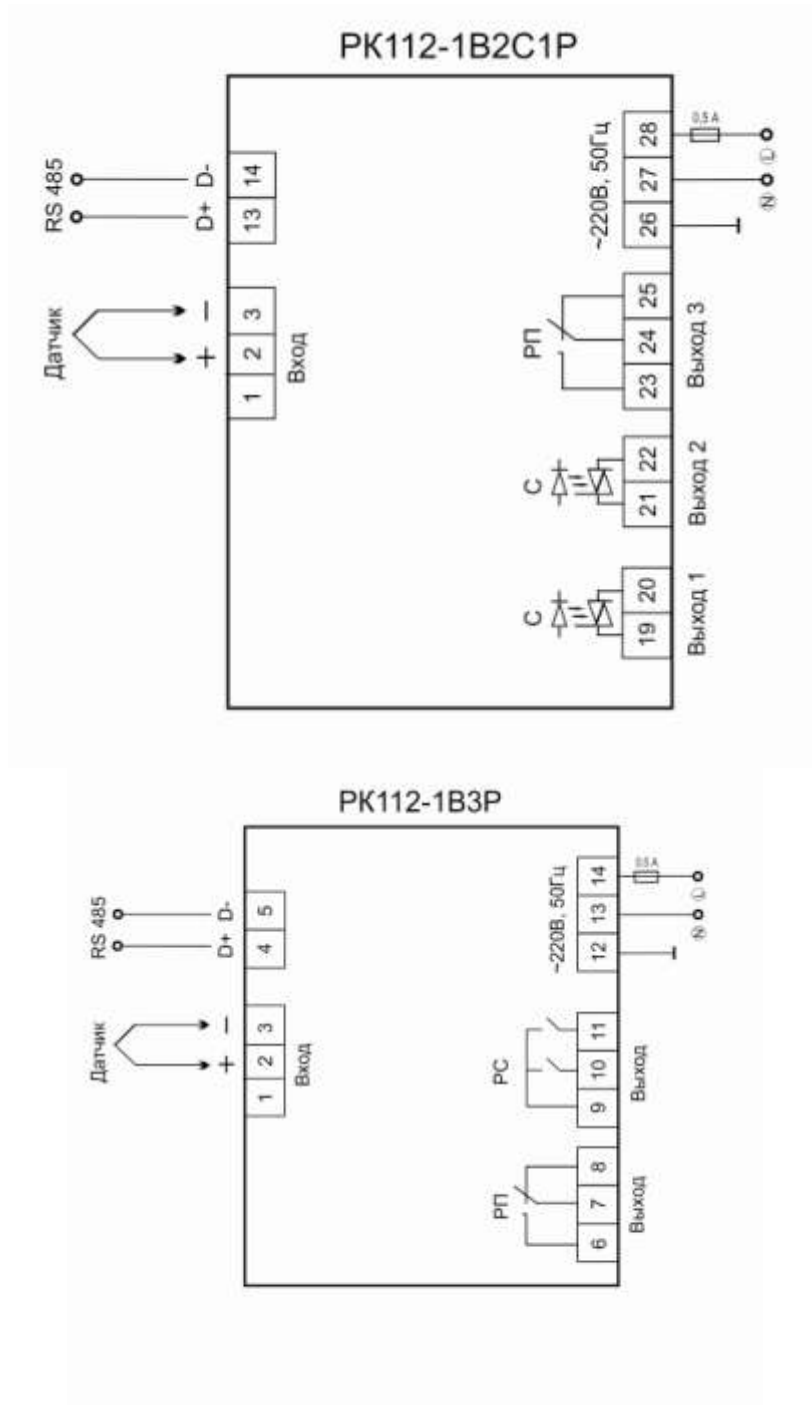 РК112-1В2С1Р
RS 485
D+ D-
14
13
Датчик
+ −
3
2
1
Вход
~220В, 50Гц
28
27
26
0,5 А
L
N
РП
25
24
23
Выход 3
С
22
21
Выход 2
С
20
19
Выход 1
РК112-1В3Р
RS 485
D+ D-
5
4
Датчик
+ −
3
2
1
Вход
~220В, 50Гц
14
13
12
0,5 А
L
N
РС
11
10
9
Выход
РП
8
7
6
Выход